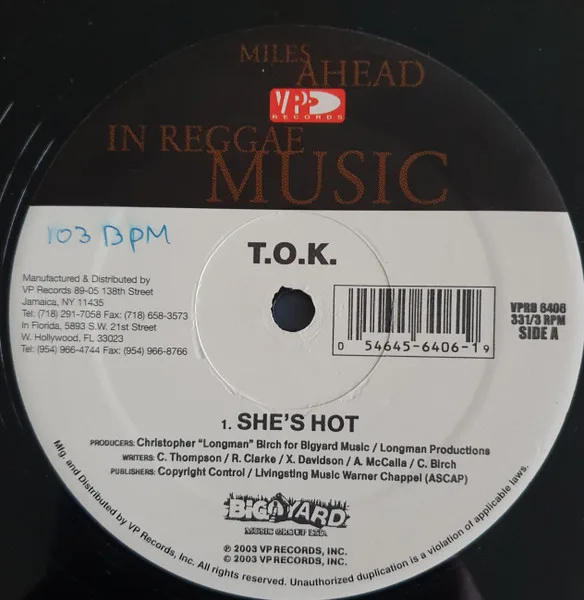 MILES
AHEAD
VP
RECORDS
IN REGGAE
MUSIC
103 BPM
T.O.K.
Manufactured & Distributed by
VP Records 89-05 138th Street
Jamaica, NY 11435
Tel: (718) 291-7058 Fax: (718) 658-3573
In Florida, 5893 S.W. 21st Street
W. Hollywood, FL 33023
Tel: (954) 966-4744 Fax: (954) 966-8766
0 54645-6406-1 9
VPRD 6406
331/3 RPM
SIDE A
1. SHE'S HOT
PRODUCERS: Christopher "Longman" Birch for Bigyard Music / Longman Productions
WRITERS: C. Thompson / R. Clarke / X. Davidson / A. McCalla / C. Birch
PUBLISHERS: Copyright Control / Livingsting Music Warner Chappel (ASCAP)
BIG YARD
MUSIC GROUP LTD.
℗ 2003 VP RECORDS, INC.
© 2003 VP RECORDS, INC.
Mfg. and Distributed by VP Records, Inc. All rights reserved. Unauthorized duplication is a violation of applicable laws.